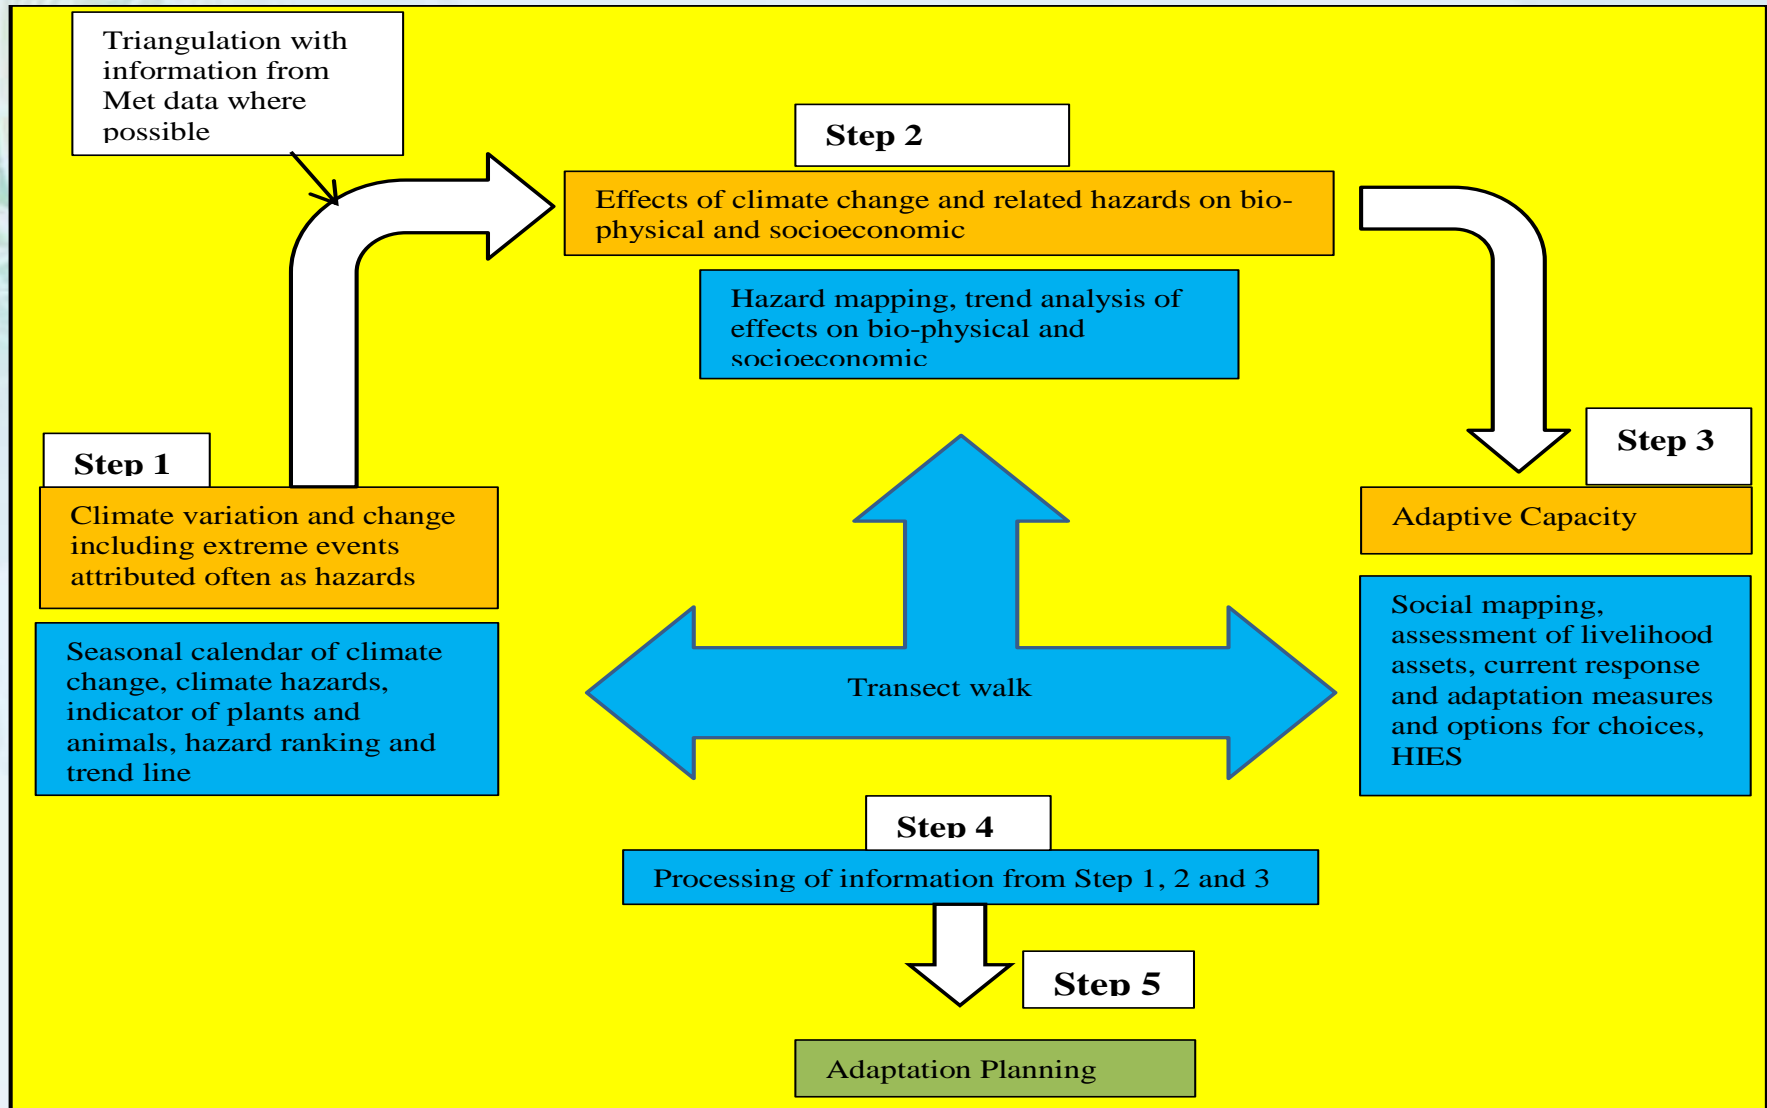 Triangulation with
information from
Met data where
possible
Step 2
Effects of climate change and related hazards on bio-
physical and socioeconomic
Hazard mapping, trend analysis of
effects on bio-physical and
socioeconomic
Step 1
Climate variation and change
including extreme events
attributed often as hazards
Seasonal calendar of climate
change, climate hazards,
indicator of plants and
animals, hazard ranking and
trend line
Step 3
Adaptive Capacity
Social mapping,
assessment of livelihood
assets, current response
and adaptation measures
and options for choices,
HIES
Transect walk
Step 4
Processing of information from Step 1, 2 and 3
Step 5
Adaptation Planning